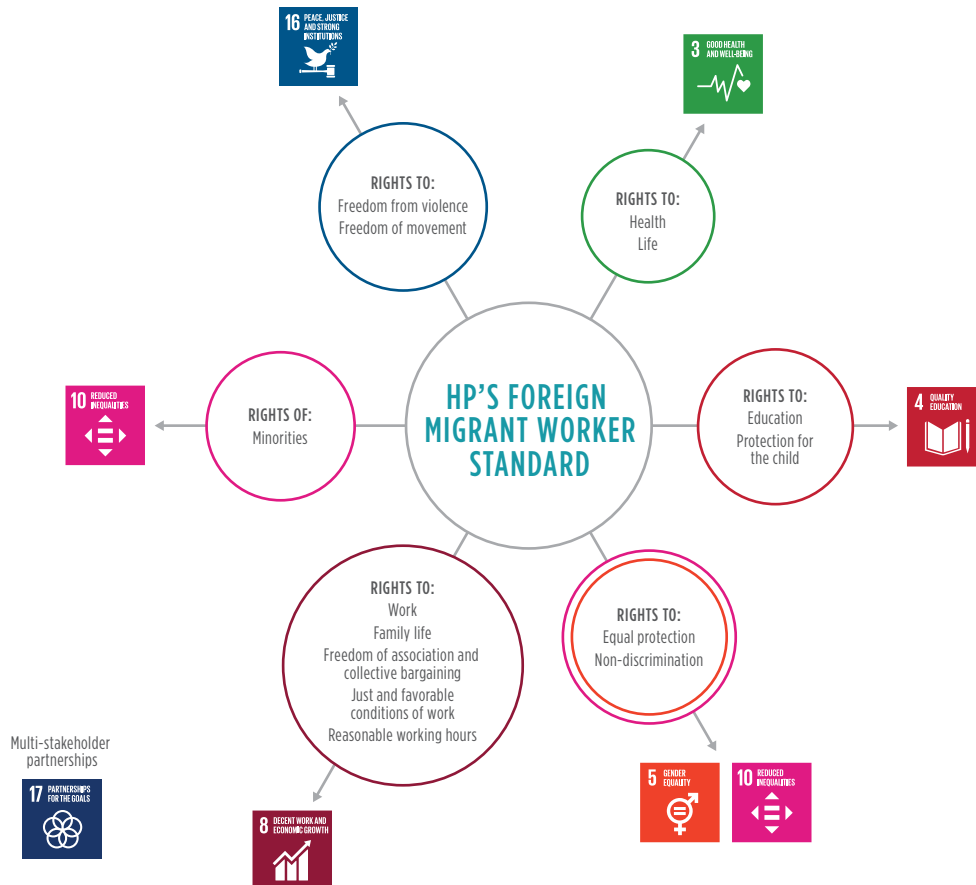 16 PEACE, JUSTICE
AND STRONG
INSTITUTIONS
3 GOOD HEALTH
AND WELL-BEING
RIGHTS TO:
Freedom from violence
Freedom of movement
RIGHTS TO:
Health
Life
10 REDUCED
INEQUALITIES
RIGHTS OF:
Minorities
HP'S FOREIGN
MIGRANT WORKER
STANDARD
RIGHTS TO:
Education
Protection for
the child
4 QUALITY
EDUCATION
RIGHTS TO:
Work
Family life
Freedom of association and
collective bargaining
Just and favorable
conditions of work
Reasonable working hours
RIGHTS TO:
Equal protection
Non-discrimination
Multi-stakeholder
partnerships
17 PARTNERSHIPS
FOR THE GOALS
8 DECENT WORK AND
ECONOMIC GROWTH
5 GENDER
EQUALITY
10 REDUCED
INEQUALITIES